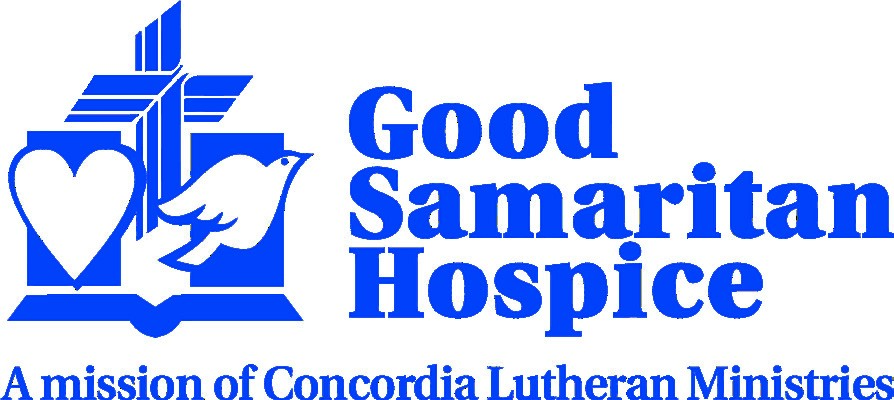 Good
Samaritan
Hospice
A mission of Concordia Lutheran Ministries